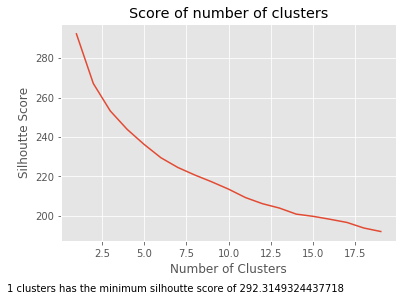 Score of number of clusters
280
260
240
220
200
Silhoutte Score
2.5 5.0 7.5 10.0 12.5 15.0 17.5
Number of Clusters
1 clusters has the minimum silhoutte score of 292.3149324437718